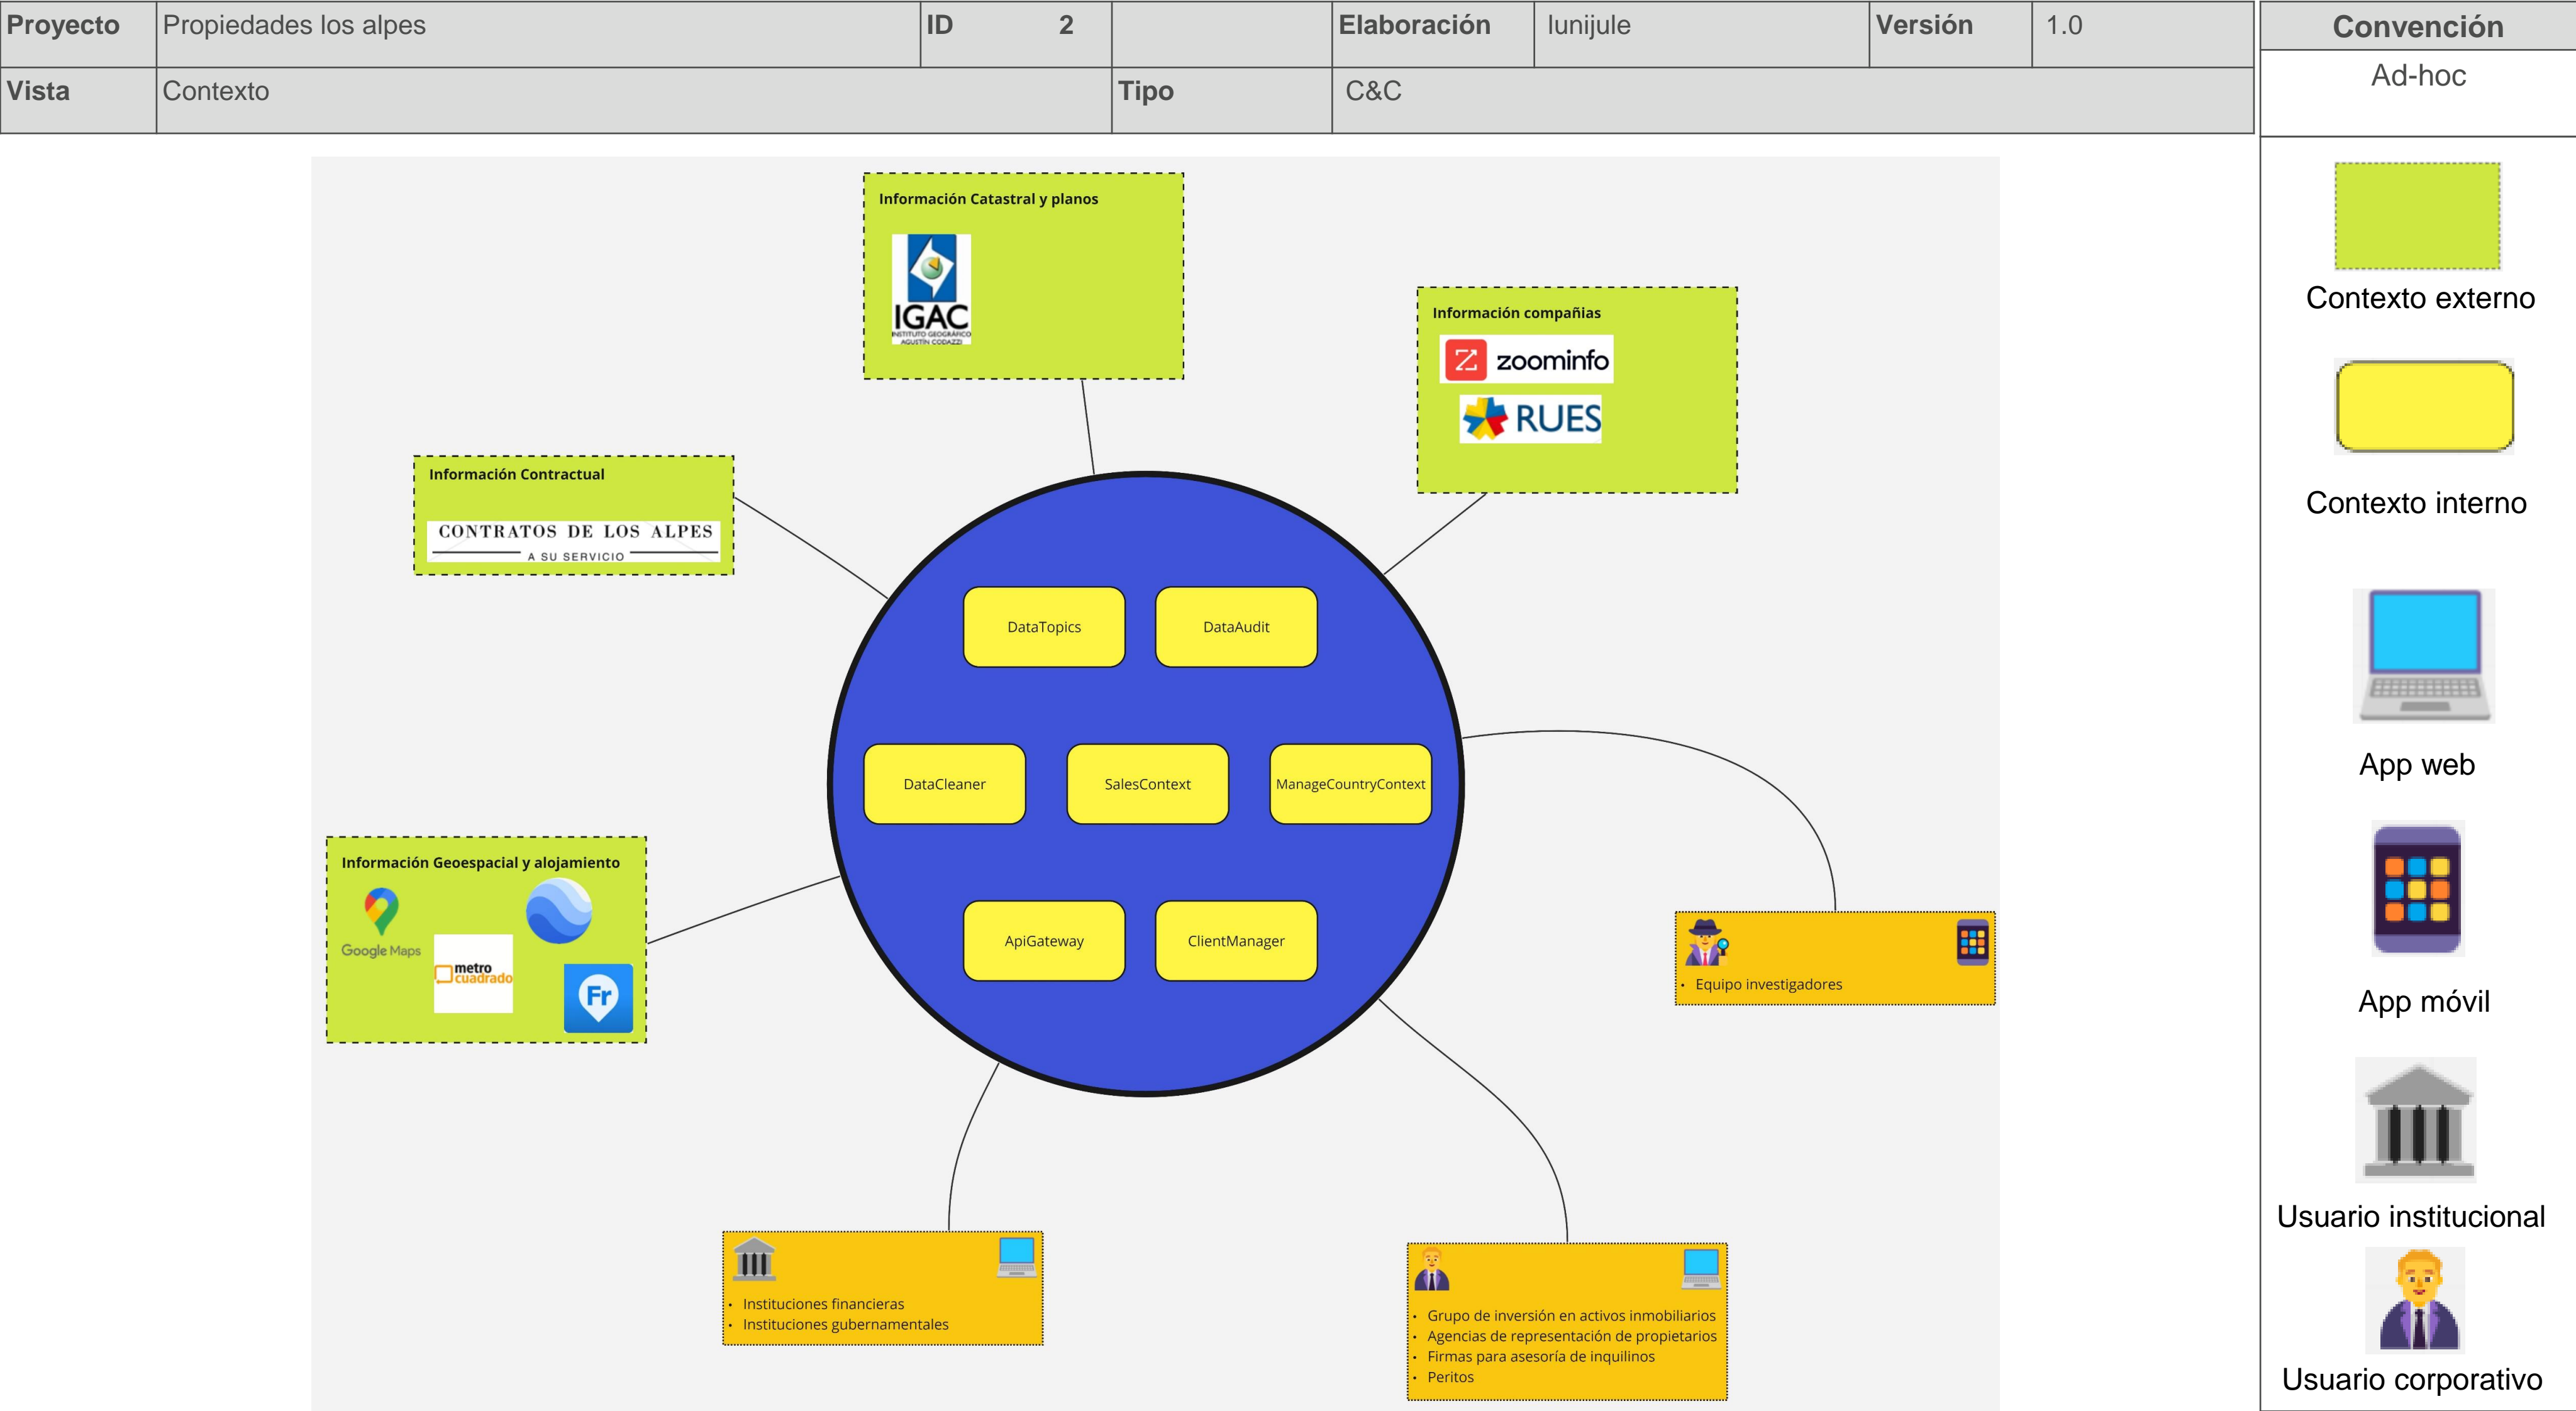 Proyecto Propiedades los alpes ID 2 Elaboración lunijule Versión 1.0
Vista Contexto Tipo C&C
Convención
Ad-hoc
Contexto externo
Contexto interno
App web
App móvil
Usuario institucional
Usuario corporativo
Información Catastral y planos
IGAC
INSTITUTO GEOGRÁFICO
AGUSTÍN CODAZZI
Información compañias
zoominfo
RUES
Información Contractual
CONTRATOS DE LOS ALPES
A SU SERVICIO
DataTopics
DataAudit
DataCleaner
SalesContext
ManageCountryContext
ApiGateway
ClientManager
Información Geoespacial y alojamiento
Google Maps
metro
cuadrado
Fr
• Equipo investigadores
• Instituciones financieras
• Instituciones gubernamentales
• Grupo de inversión en activos inmobiliarios
• Agencias de representación de propietarios
• Firmas para asesoría de inquilinos
• Peritos